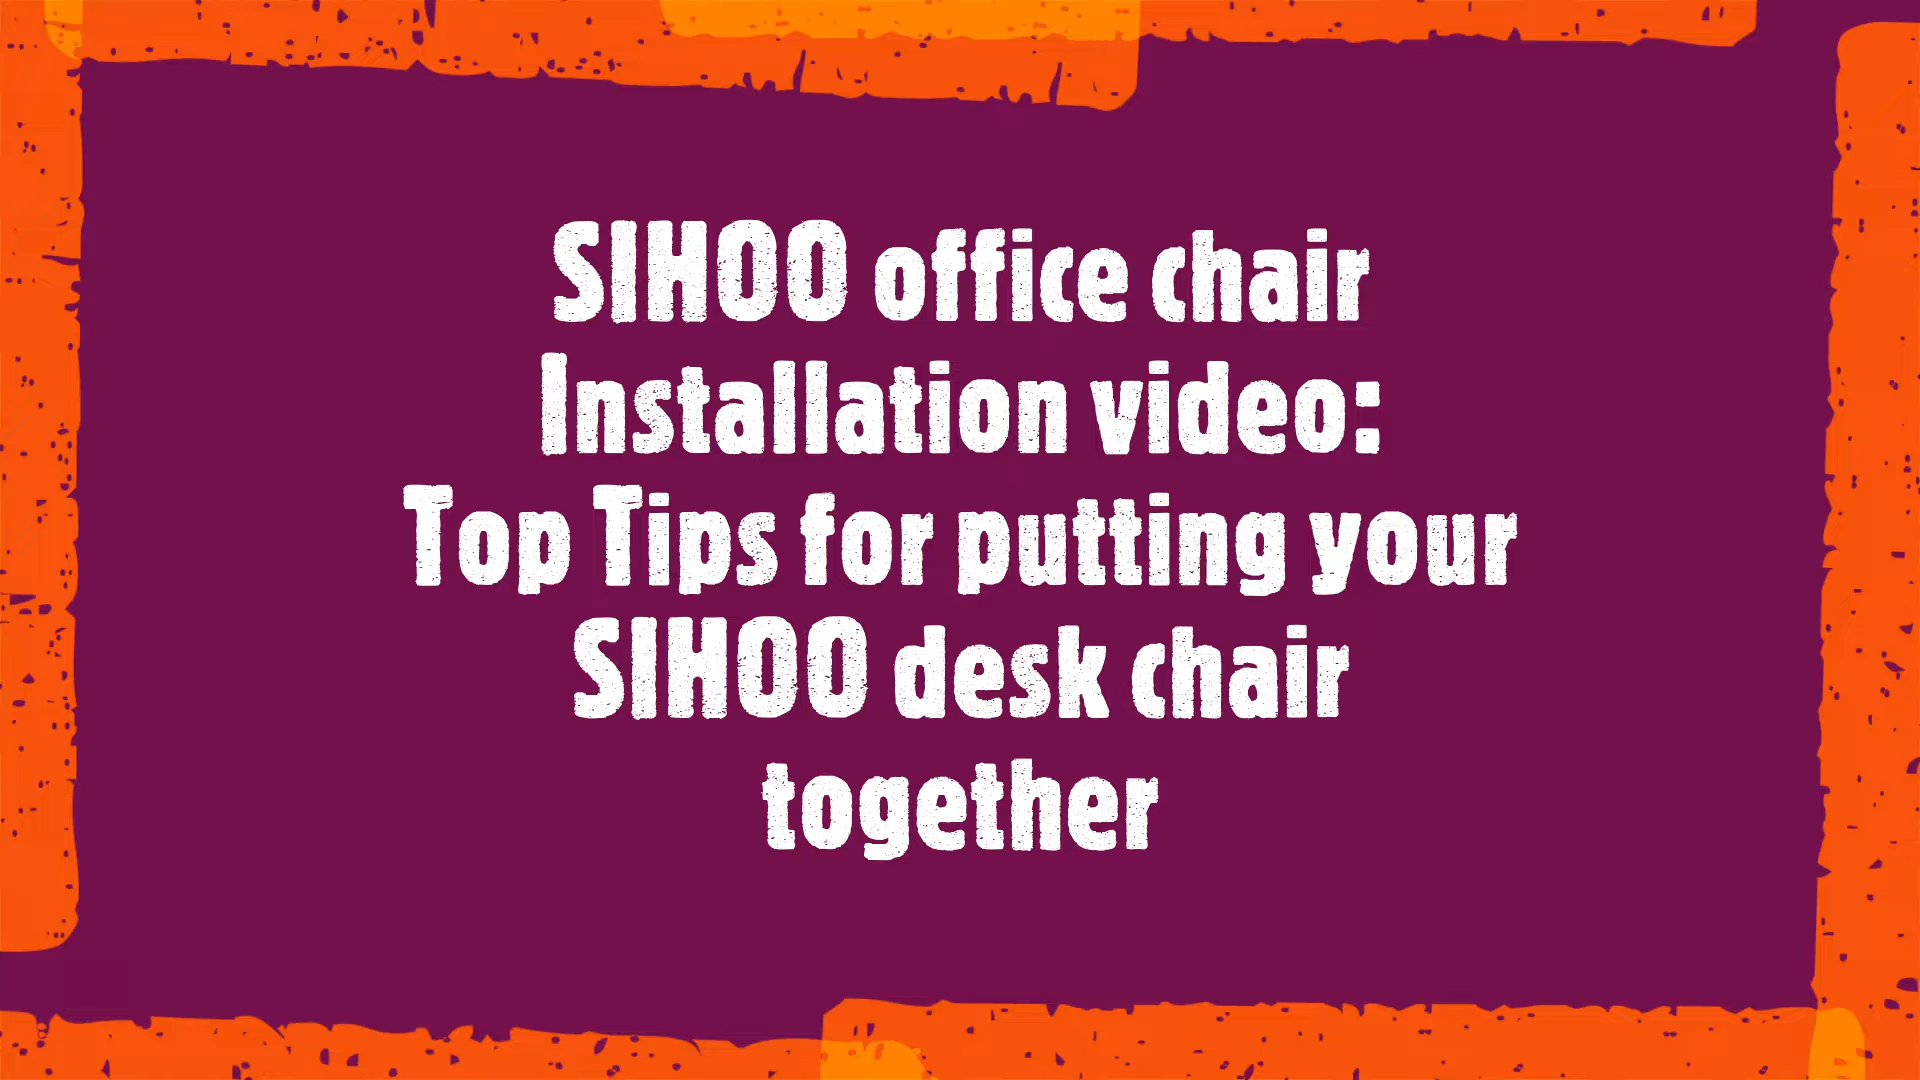 SIHOO office chair
Installation video:
Top Tips for putting your
SIHOO desk chair
together